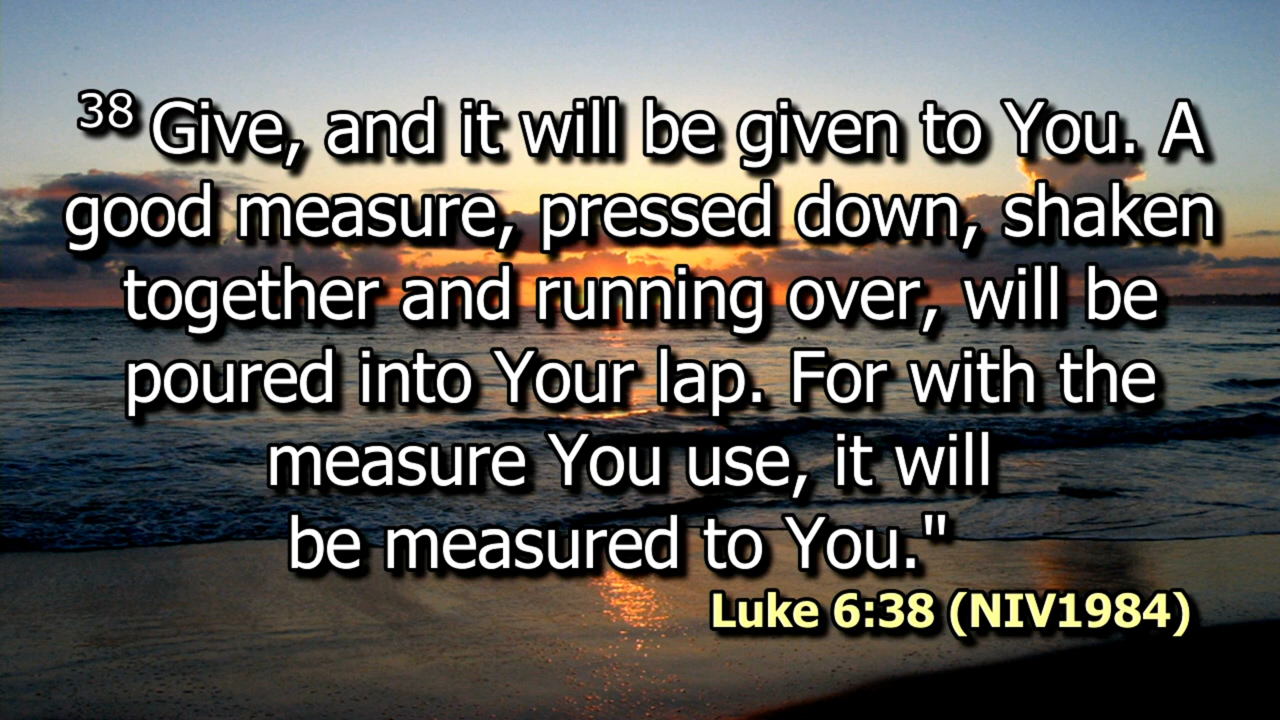 38 Give, and it will be given to You. A
good measure, pressed down, shaken
together and running over, will be
poured into Your lap. For with the
measure You use, it will
be measured to You."
Luke 6:38 (NIV1984)